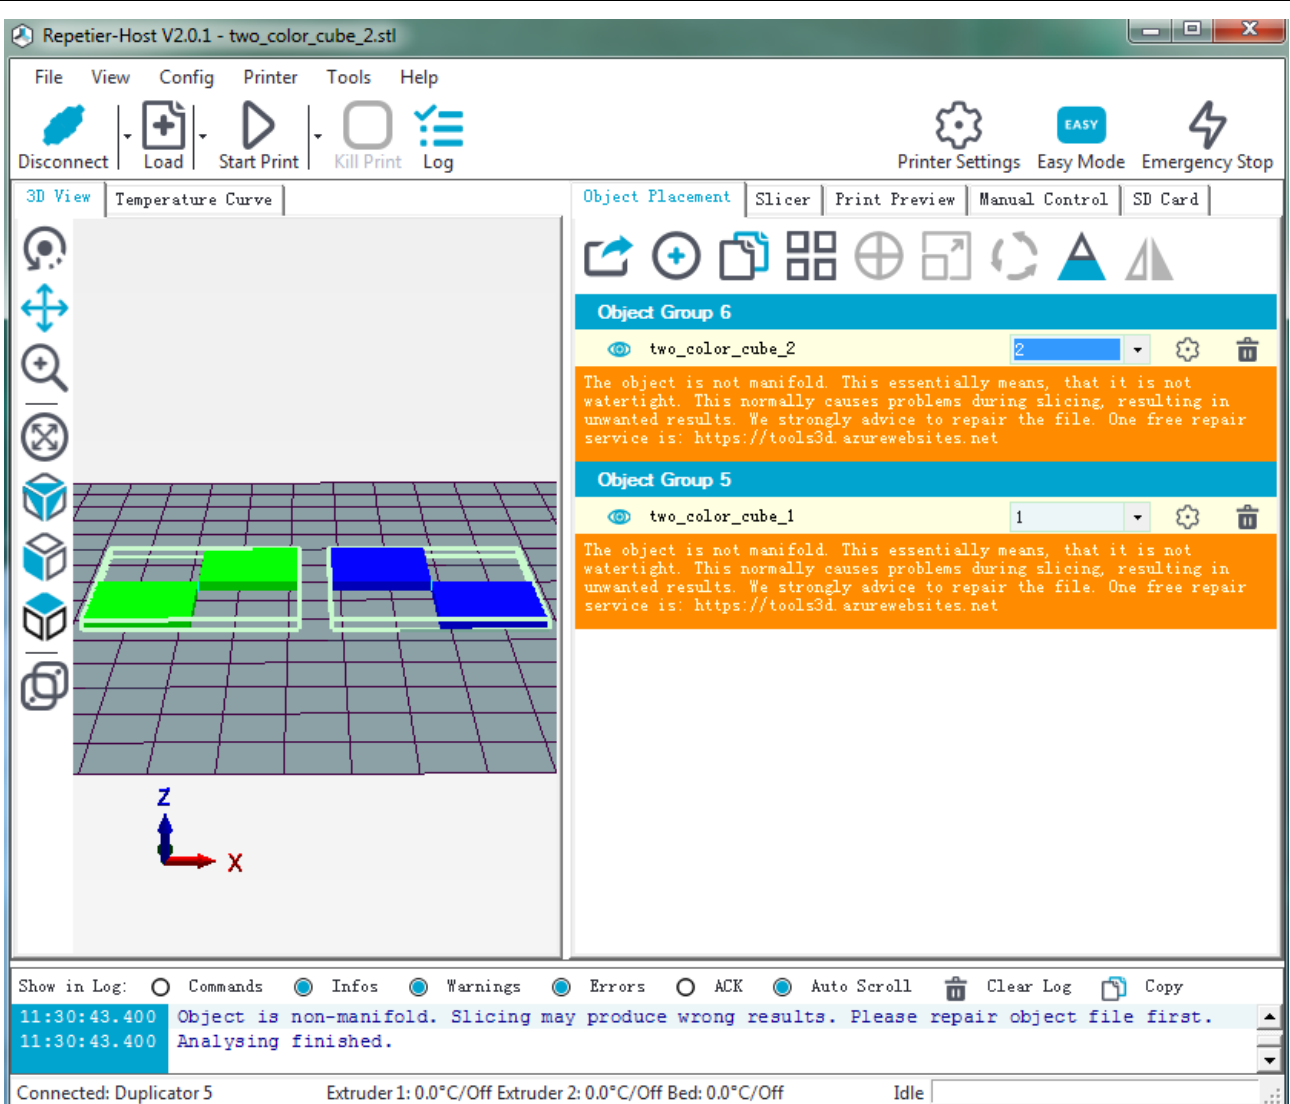 Repetier-Host V2.0.1 - two_color_cube_2.stl
File View Config Printer Tools Help
EASY
Disconnect Load Start Print Kill Print Log Printer Settings Easy Mode Emergency Stop
3D View Temperature Curve Object Placement Slicer Print Preview Manual Control SD Card
Object Group 6
two_color_cube_2 2
The object is not manifold. This essentially means, that it is not
watertight. This normally causes problems during slicing, resulting in
unwanted results. We strongly advice to repair the file. One free repair
service is: https://tools3d.azurewebsites.net
Object Group 5
two_color_cube_1 1
The object is not manifold. This essentially means, that it is not
watertight. This normally causes problems during slicing, resulting in
unwanted results. We strongly advice to repair the file. One free repair
service is: https://tools3d.azurewebsites.net
Z
X
Show in Log: Commands Infos Warnings Errors ACK Auto Scroll Clear Log Copy
11:30:43.400 Object is non-manifold. Slicing may produce wrong results. Please repair object file first.
11:30:43.400 Analysing finished.
Connected: Duplicator 5 Extruder 1: 0.0°C/Off Extruder 2: 0.0°C/Off Bed: 0.0°C/Off Idle